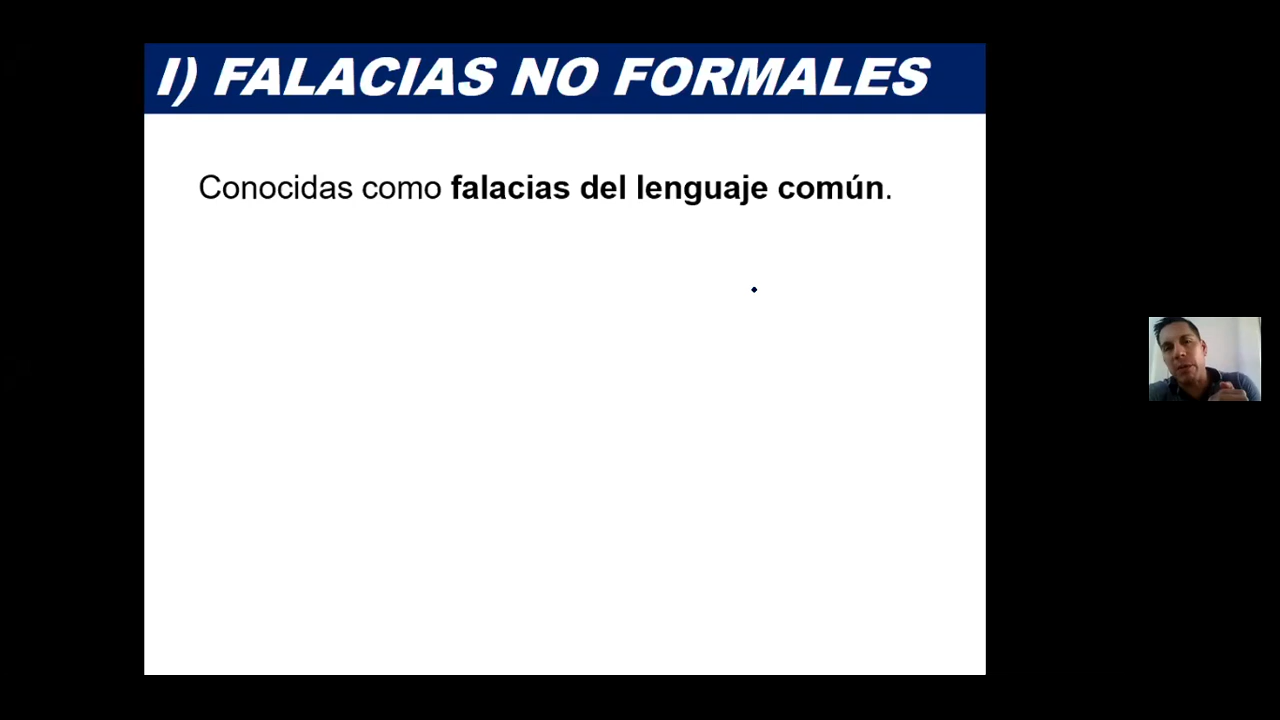 I) FALACIAS NO FORMALES
Conocidas como falacias del lenguaje común.